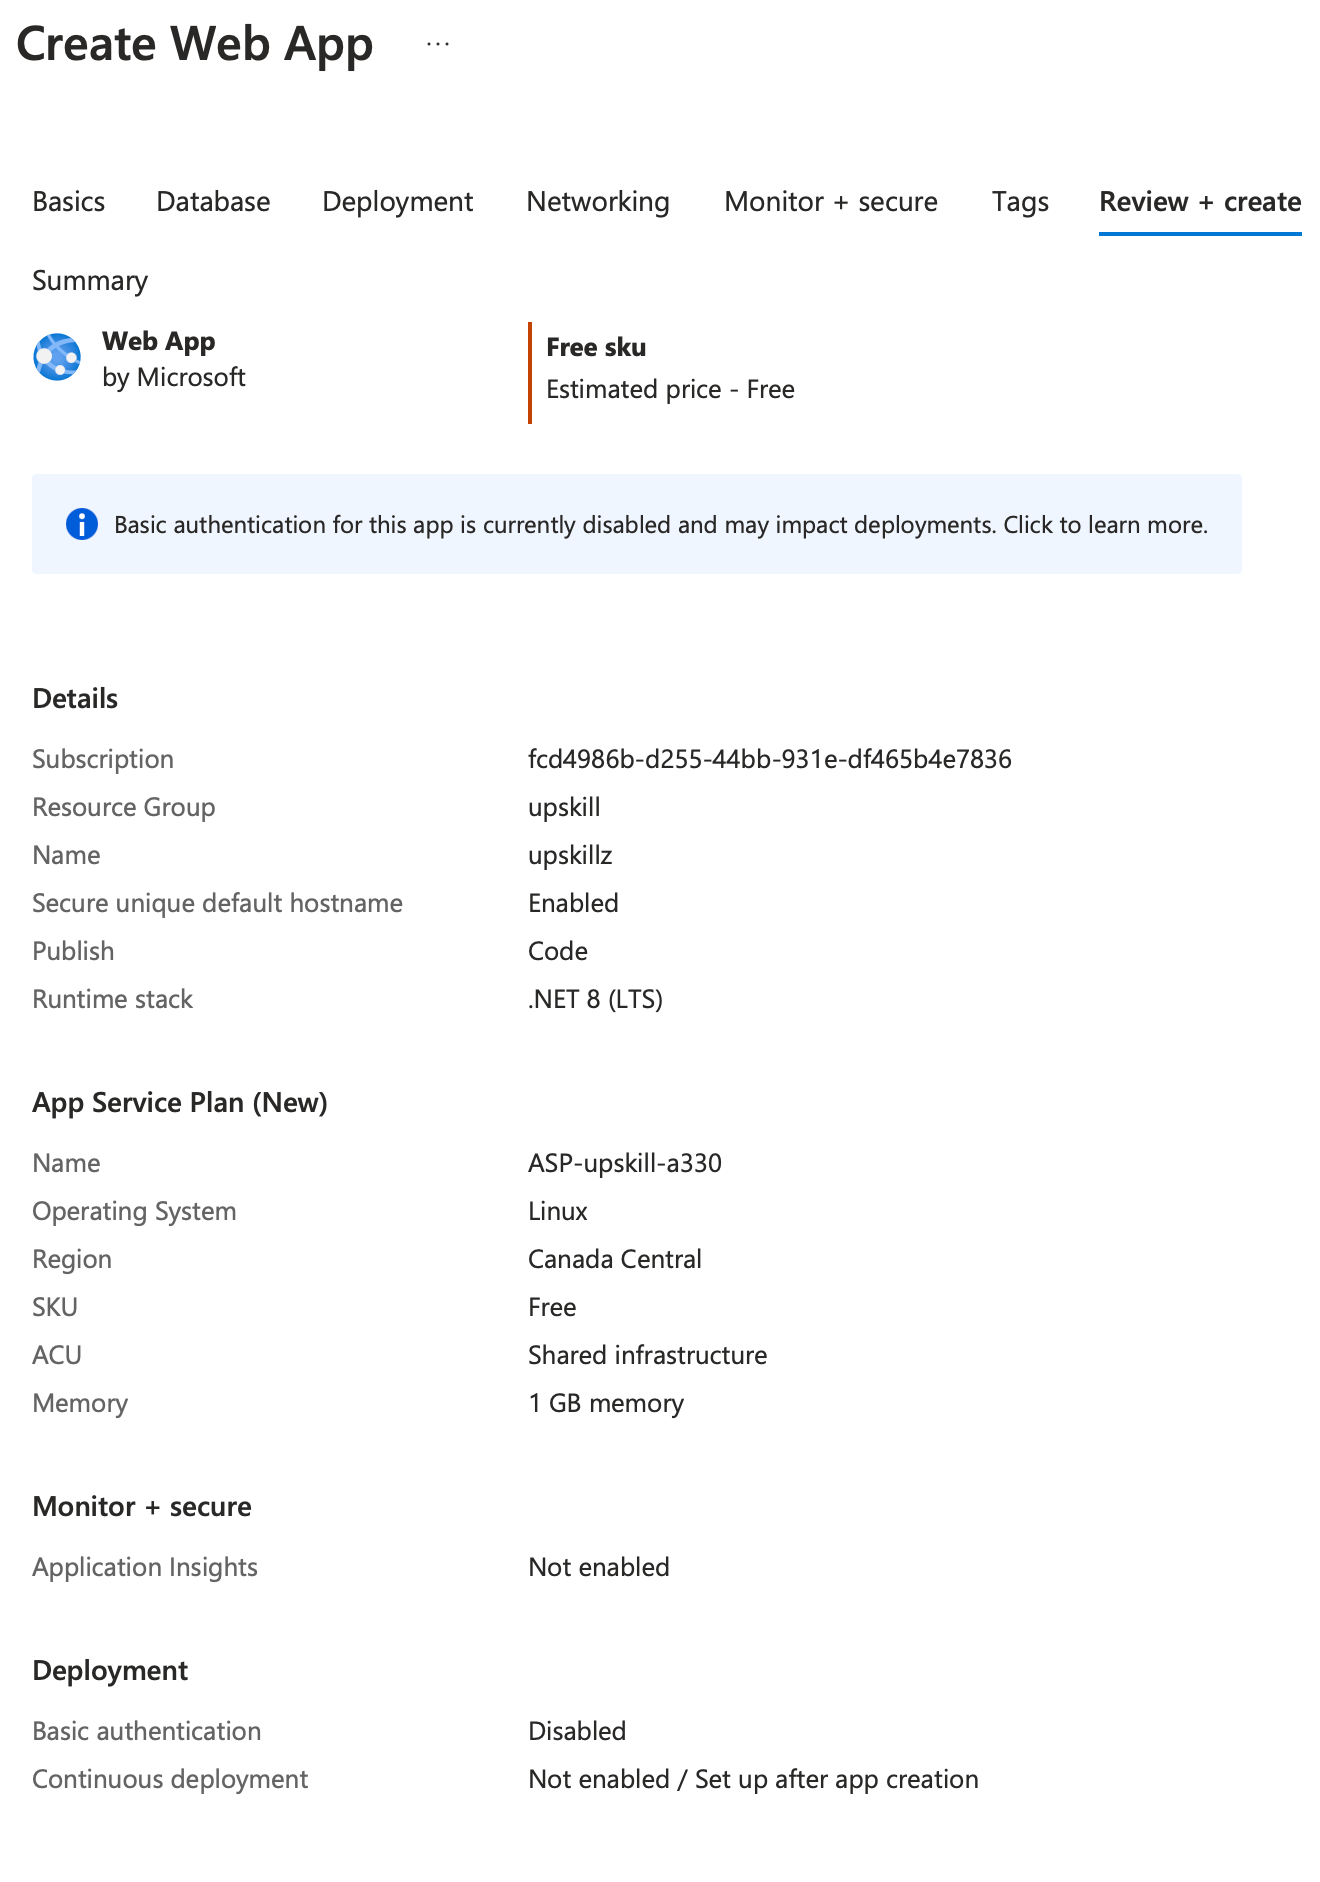 Create Web App ...
Basics Database Deployment Networking Monitor + secure Tags Review + create
Summary
Web App
by Microsoft
Free sku
Estimated price - Free
Basic authentication for this app is currently disabled and may impact deployments. Click to learn more.
Details
Subscription fcd4986b-d255-44bb-931e-df465b4e7836
Resource Group upskill
Name upskillz
Secure unique default hostname Enabled
Publish Code
Runtime stack .NET 8 (LTS)
App Service Plan (New)
Name ASP-upskill-a330
Operating System Linux
Region Canada Central
SKU Free
ACU Shared infrastructure
Memory 1 GB memory
Monitor + secure
Application Insights Not enabled
Deployment
Basic authentication Disabled
Continuous deployment Not enabled / Set up after app creation